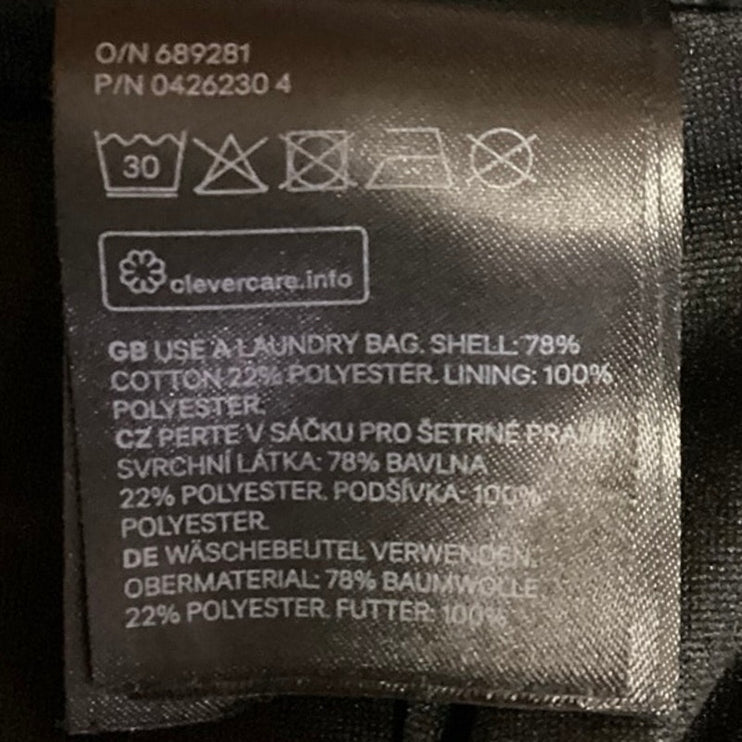 O/N 689281
P/N 0426230 4
30
clevercare.info
GB USE A LAUNDRY BAG. SHELL: 78%
COTTON 22% POLYESTER. LINING: 100%
POLYESTER.
CZ PERTE V SÁČKU PRO ŠETRNÉ PRANÍ.
SVRCHNÍ LÁTKA: 78% BAVLNA
22% POLYESTER. PODŠÍVKA: 100%
POLYESTER.
DE WÄSCHEBEUTEL VERWENDEN.
OBERMATERIAL: 78% BAUMWOLLE
22% POLYESTER. FUTTER: 100%